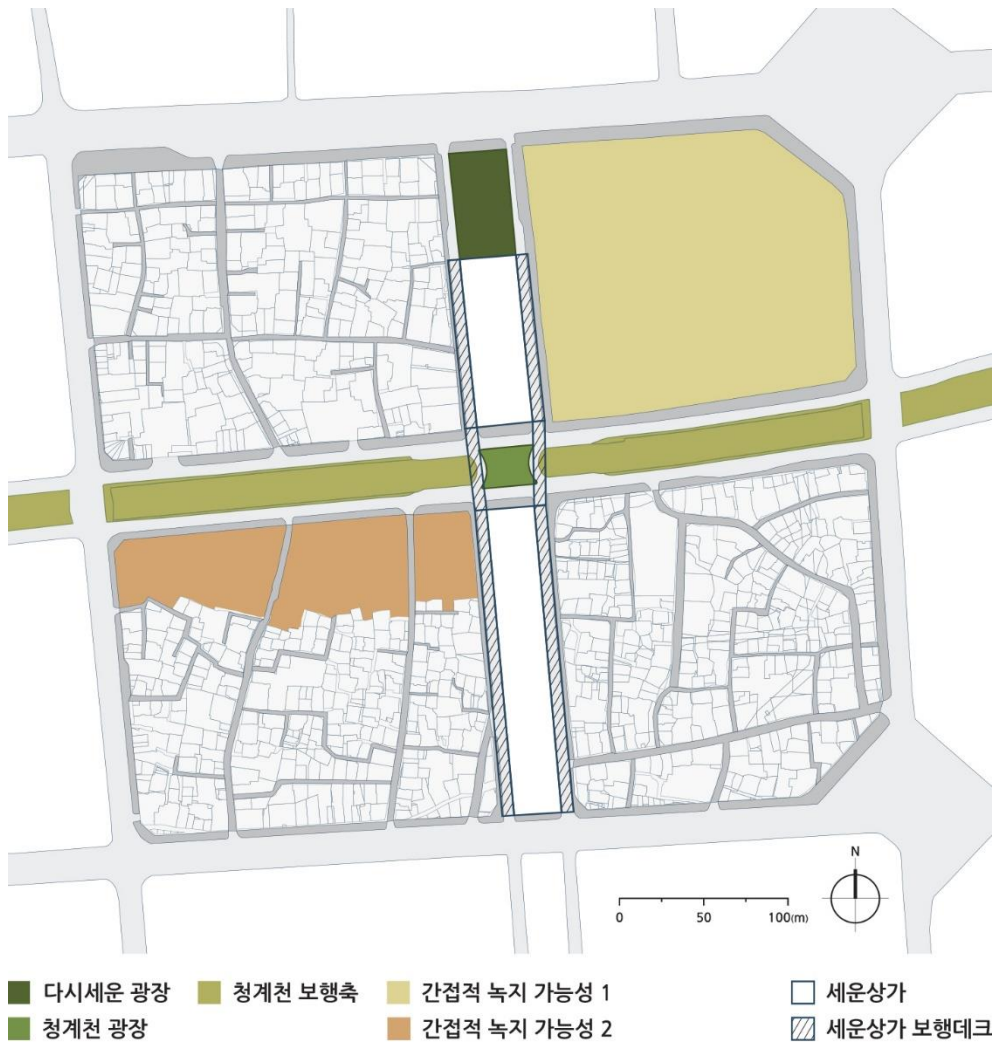 N
0 50 100(m)
다시세운 광장 청계천 보행축 간접적 녹지 가능성 1 세운상가
청계천 광장 간접적 녹지 가능성 2 세운상가 보행데크